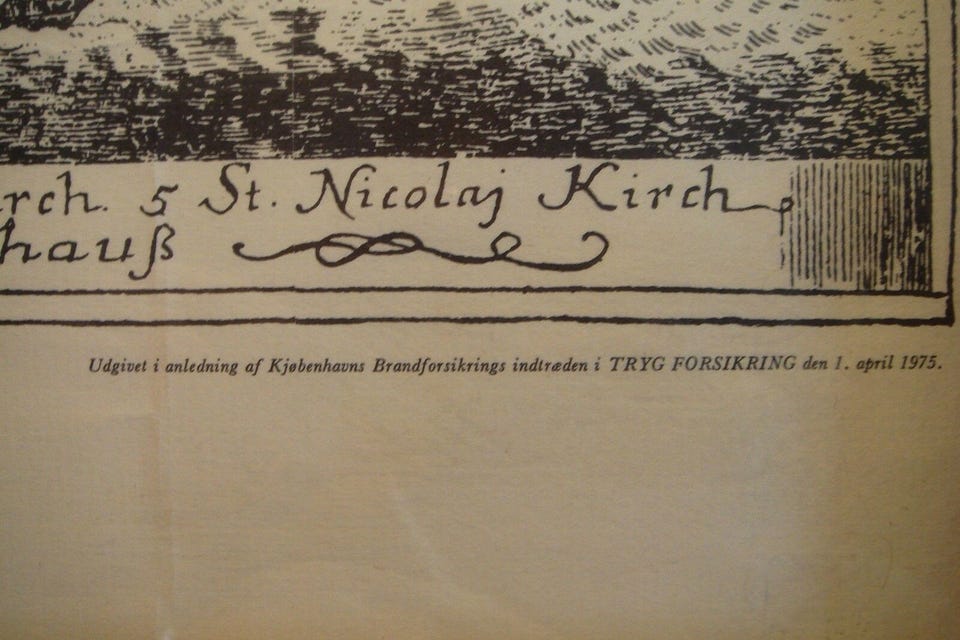 rch. 5 St. Nicolaj Kirch
hauß
Udgivet i anledning af Kjøbenhavns Brandforsikrings indtræden i TRYG FORSIKRING den 1. april 1975.